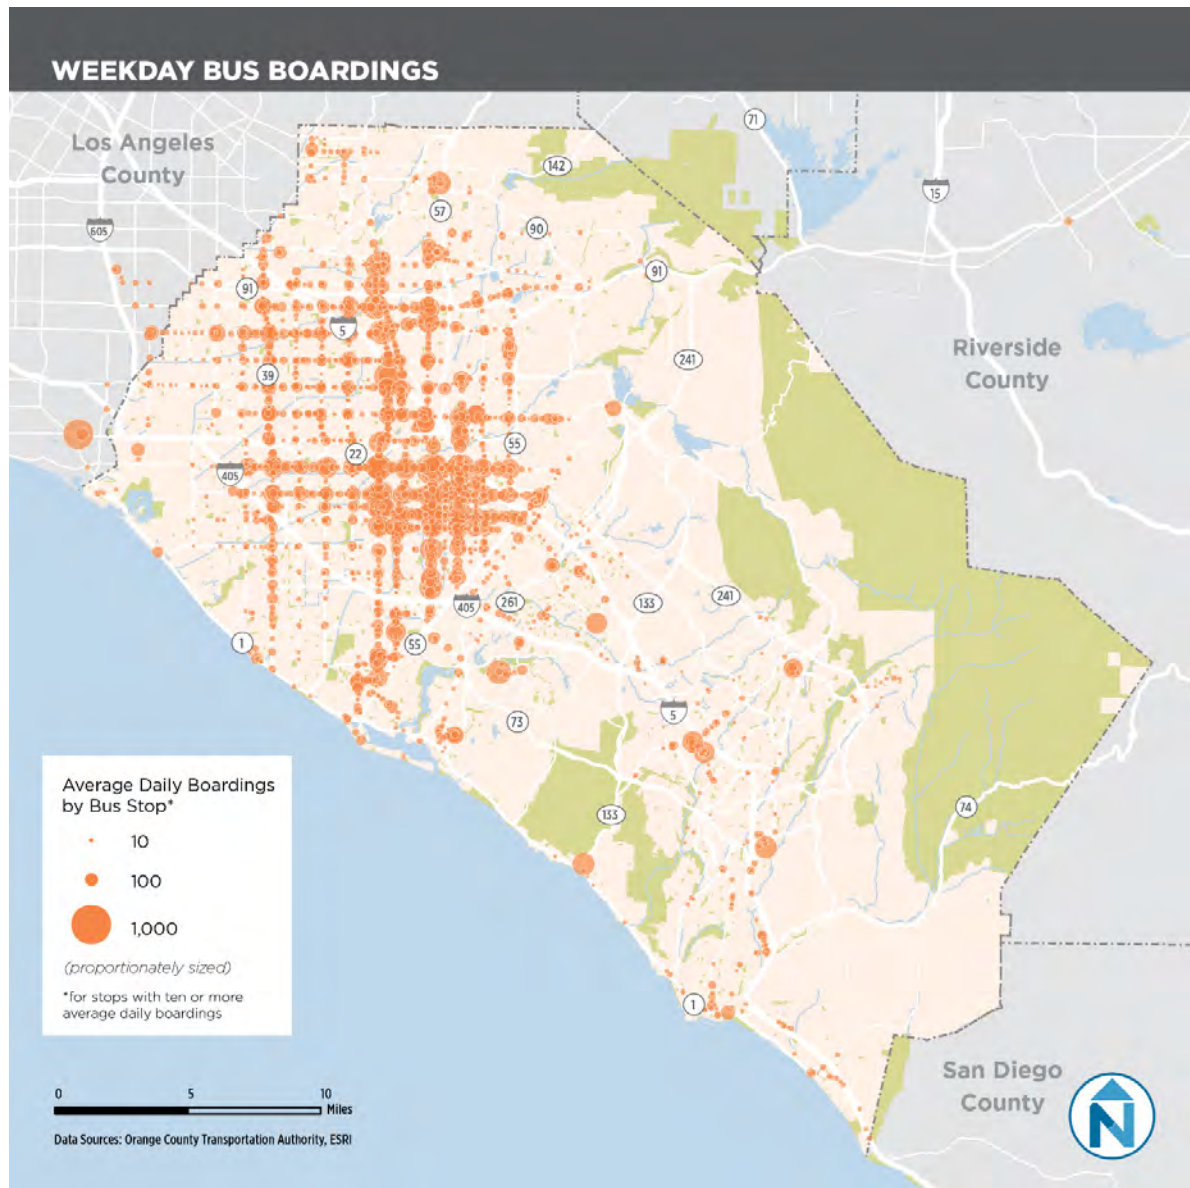 WEEKDAY BUS BOARDINGS
Los Angeles
County
71
142
15
605
57
90
91
91
5
241
Riverside
County
39
55
22
405
405
261
133
241
1
55
5
73
133
74
1
Average Daily Boardings
by Bus Stop*
10
100
1,000
(proportionately sized)
*for stops with ten or more
average daily boardings
San Diego
County
N
0 5 10
Miles
Data Sources: Orange County Transportation Authority, ESRI